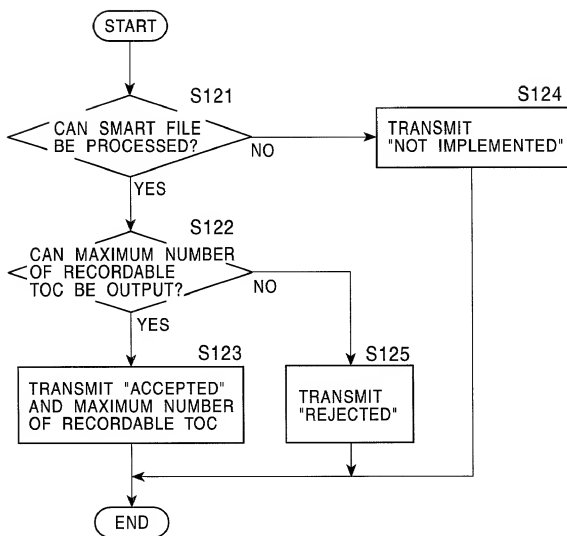 START
S121
CAN SMART FILE
BE PROCESSED?
NO
YES
S124
TRANSMIT
"NOT IMPLEMENTED"
S122
CAN MAXIMUM NUMBER
OF RECORDABLE
TOC BE OUTPUT?
NO
YES
S123
TRANSMIT "ACCEPTED"
AND MAXIMUM NUMBER
OF RECORDABLE TOC
S125
TRANSMIT
"REJECTED"
END